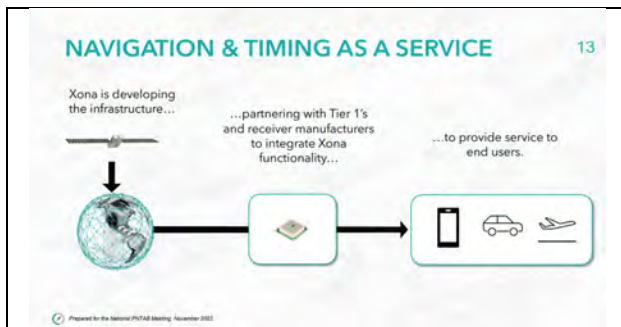 NAVIGATION & TIMING AS A SERVICE
13
Xona is developing
the infrastructure…
…partnering with Tier 1's
and receiver manufacturers
to integrate Xona
functionality…
…to provide service to
end users.
Prepared for the National PNTAB Meeting, November 2022.